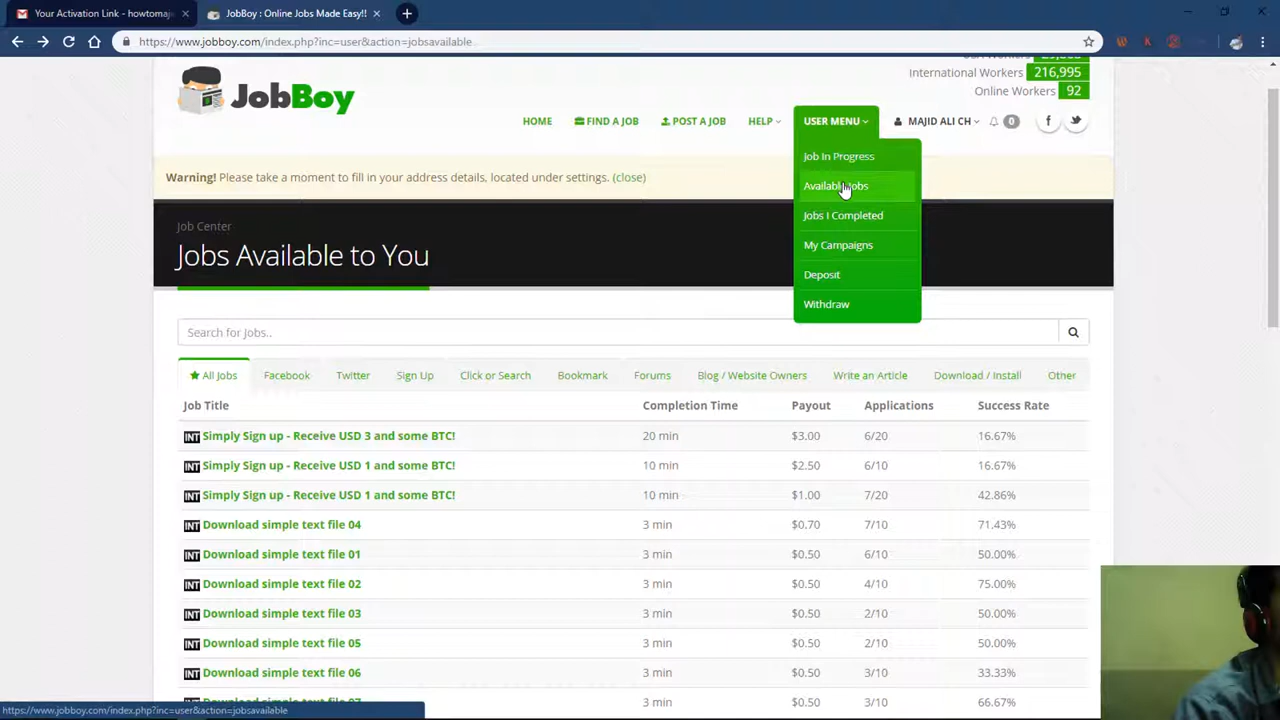 Your Activation Link - howtomaj
JobBoy : Online Jobs Made Easy!!
https://www.jobboy.com/index.php?inc=user&action=jobsavailable
International Workers 216,995
Online Workers 92
JobBoy
HOME FIND A JOB POST A JOB HELP USER MENU MAJID ALI CH 0
Job In Progress
Available Jobs
Jobs I Completed
My Campaigns
Deposit
Withdraw
Warning! Please take a moment to fill in your address details, located under settings. (close)
Job Center
Jobs Available to You
Search for Jobs..
All Jobs Facebook Twitter Sign Up Click or Search Bookmark Forums Blog / Website Owners Write an Article Download / Install Other
Job Title Completion Time Payout Applications Success Rate
INT Simply Sign up - Receive USD 3 and some BTC! 20 min $3.00 6/20 16.67%
INT Simply Sign up - Receive USD 1 and some BTC! 10 min $2.50 6/10 16.67%
INT Simply Sign up - Receive USD 1 and some BTC! 10 min $1.00 7/20 42.86%
INT Download simple text file 04 3 min $0.70 7/10 71.43%
INT Download simple text file 01 3 min $0.50 6/10 50.00%
INT Download simple text file 02 3 min $0.50 4/10 75.00%
INT Download simple text file 03 3 min $0.50 2/10 50.00%
INT Download simple text file 05 3 min $0.50 5/10 50.00%
INT Download simple text file 06 3 min $0.50 3/10 33.33%
3 min $0.50 3/10 66.67%
https://www.jobboy.com/index.php?inc=user&action=jobsavailable